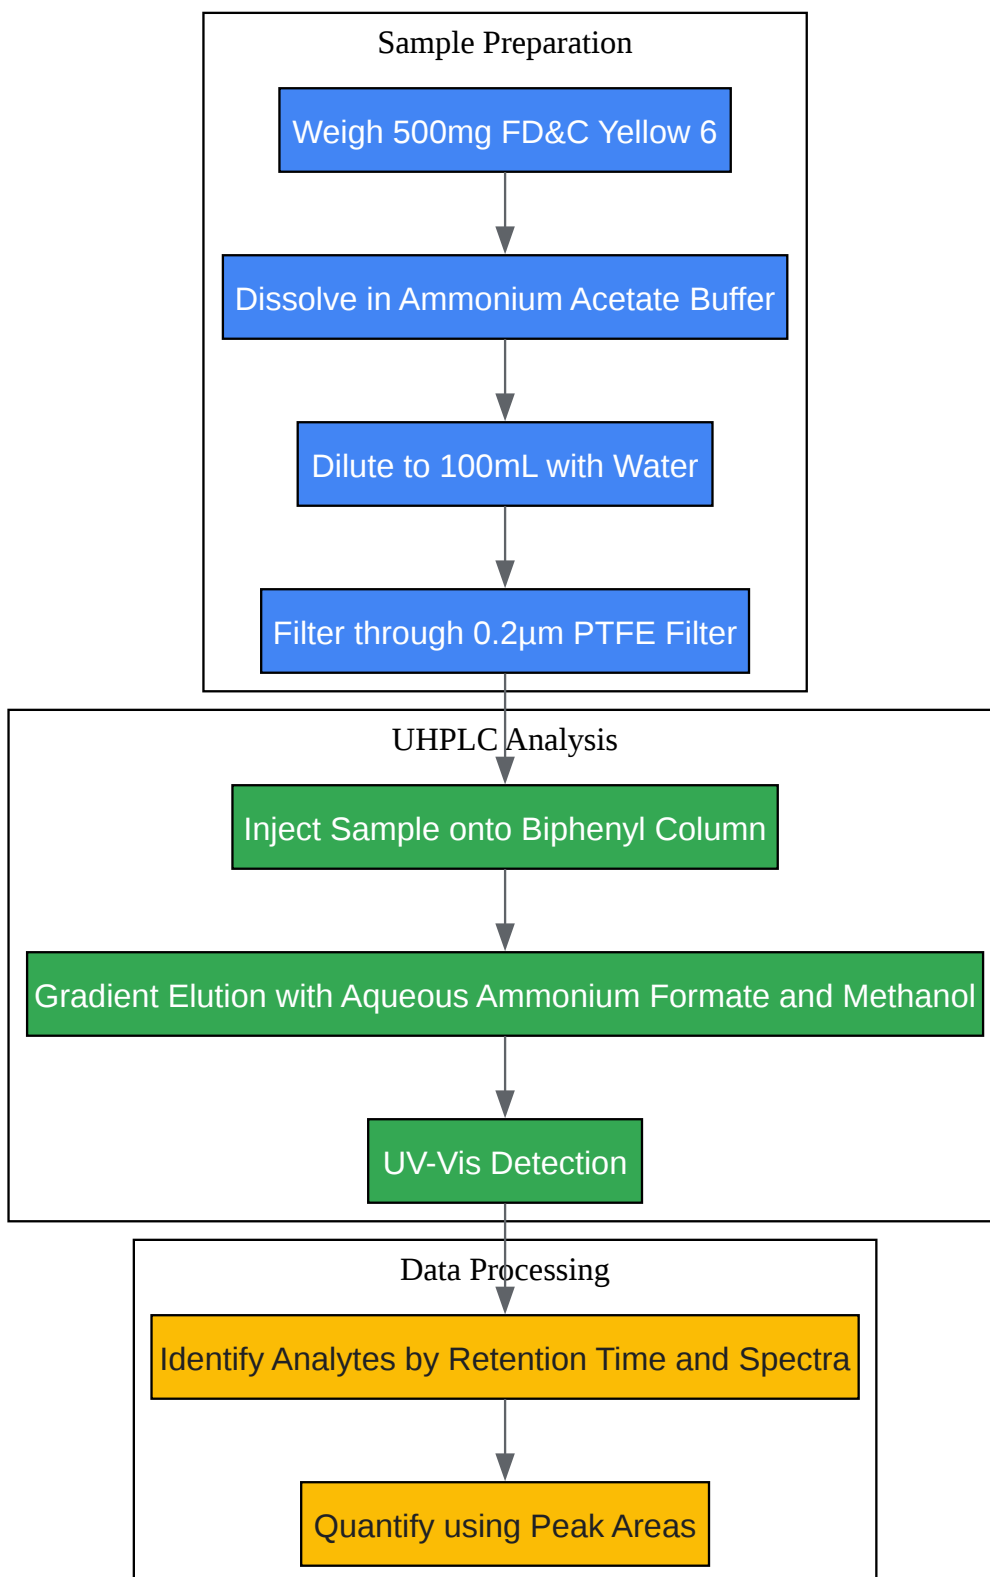 Sample Preparation
Weigh 500mg FD&C Yellow 6
Dissolve in Ammonium Acetate Buffer
Dilute to 100mL with Water
Filter through 0.2µm PTFE Filter
UHPLC Analysis
Inject Sample onto Biphenyl Column
Gradient Elution with Aqueous Ammonium Formate and Methanol
UV-Vis Detection
Data Processing
Identify Analytes by Retention Time and Spectra
Quantify using Peak Areas